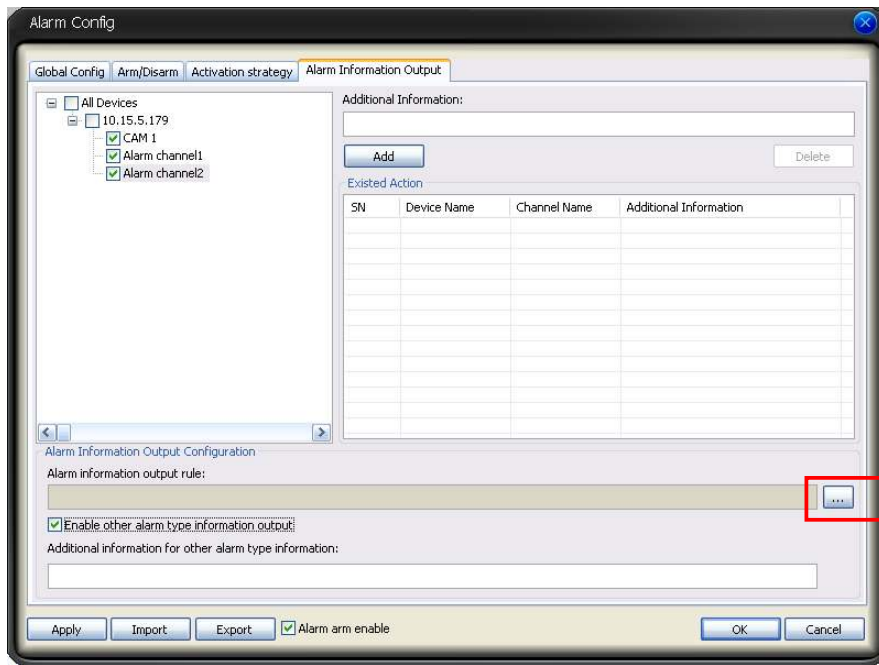 Alarm Config
Global Config Arm/Disarm Activation strategy Alarm Information Output
All Devices
10.15.5.179
CAM 1
Alarm channel1
Alarm channel2
Additional Information:
Add Delete
Existed Action
SN Device Name Channel Name Additional Information
Alarm Information Output Configuration
Alarm information output rule:
...
Enable other alarm type information output
Additional information for other alarm type information:
Apply Import Export Alarm arm enable OK Cancel